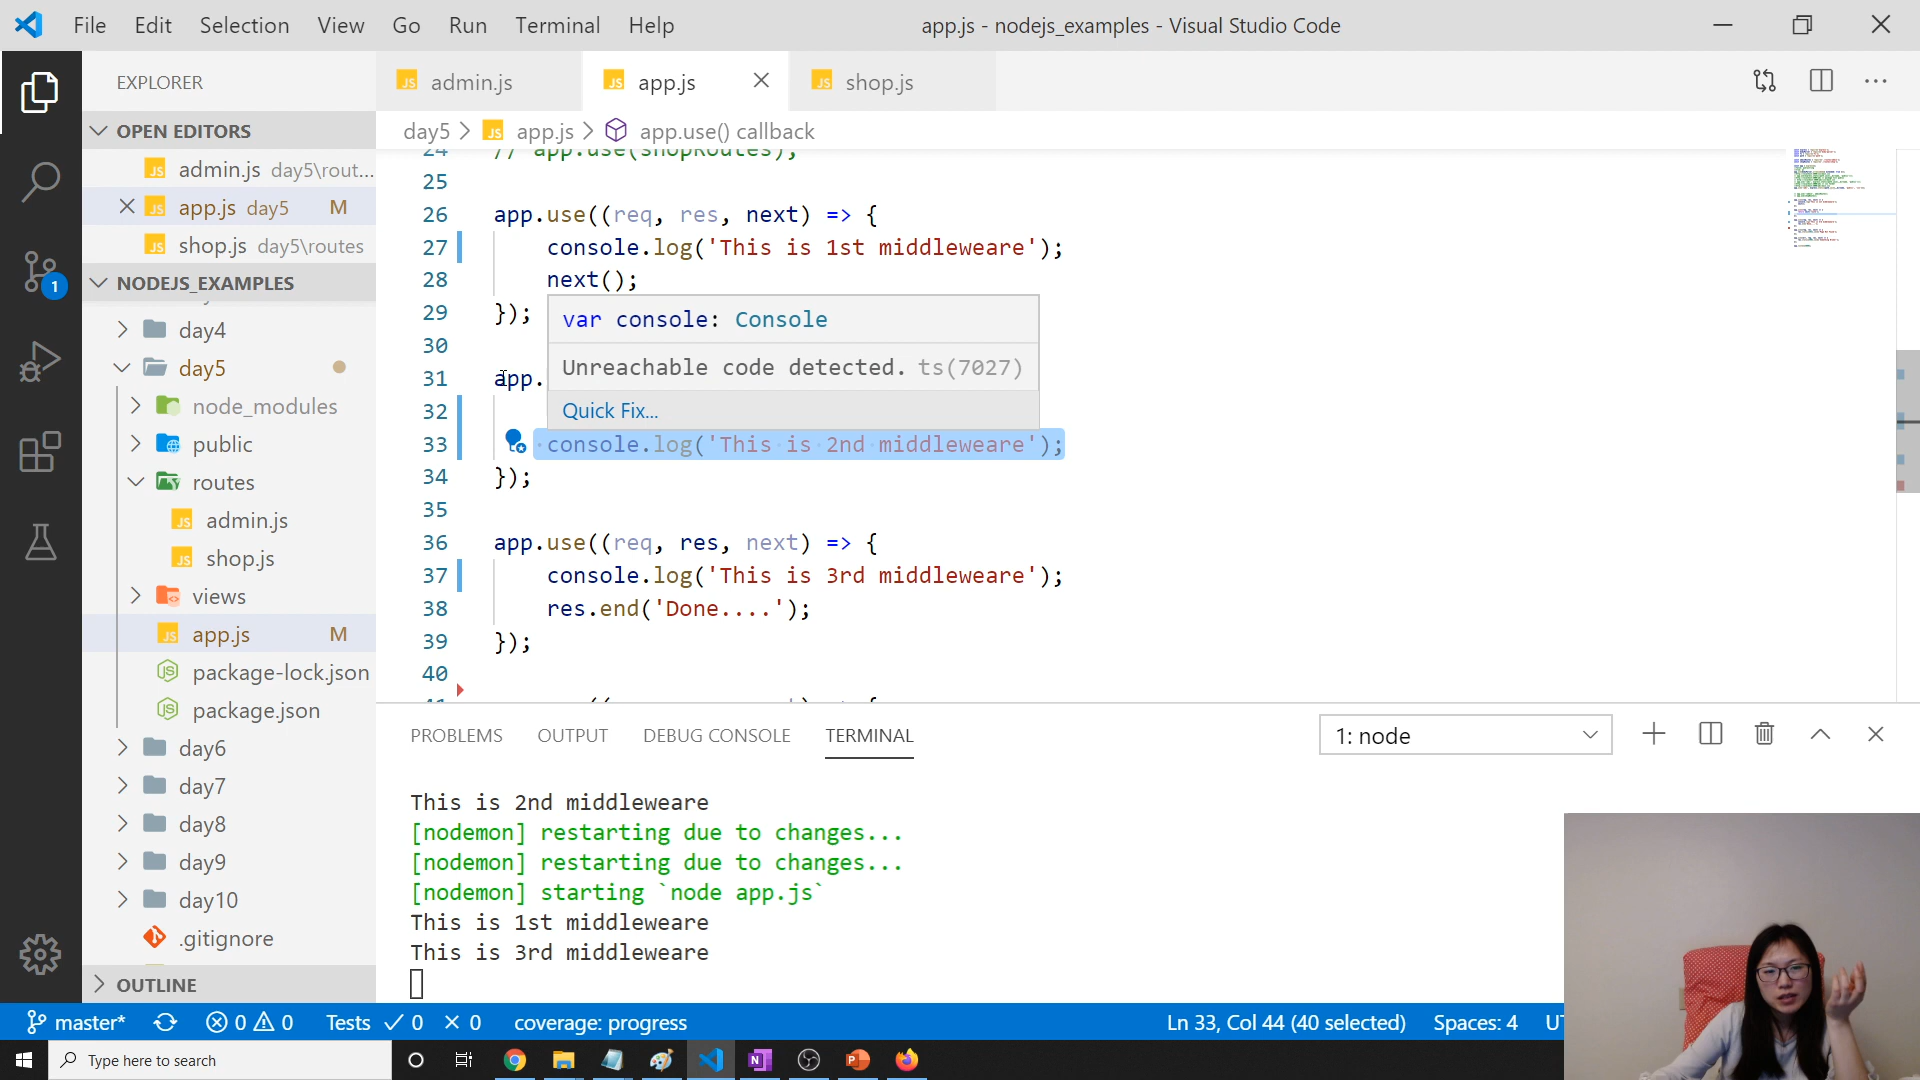 File Edit Selection View Go Run Terminal Help
app.js - nodejs_examples - Visual Studio Code
EXPLORER
OPEN EDITORS
admin.js day5\rout...
app.js day5 M
shop.js day5\routes
NODEJS_EXAMPLES
day4
day5
node_modules
public
routes
admin.js
shop.js
views
app.js M
package-lock.json
package.json
day6
day7
day8
day9
day10
.gitignore
OUTLINE
admin.js
app.js
shop.js
day5 > app.js > app.use() callback
24 // app.use(shopRoutes);
25
26 app.use((req, res, next) => {
27 console.log('This is 1st middleweare');
28 next();
29 });
30
31 app.
32
33 console.log('This is 2nd middleweare');
34 });
35
36 app.use((req, res, next) => {
37 console.log('This is 3rd middleweare');
38 res.end('Done....');
39 });
40
var console: Console
Unreachable code detected. ts(7027)
Quick Fix...
PROBLEMS OUTPUT DEBUG CONSOLE TERMINAL
1: node
This is 2nd middleweare
[nodemon] restarting due to changes...
[nodemon] restarting due to changes...
[nodemon] starting `node app.js`
This is 1st middleweare
This is 3rd middleweare
master* 0 0 Tests 0 0 coverage: progress
Ln 33, Col 44 (40 selected) Spaces: 4
Type here to search